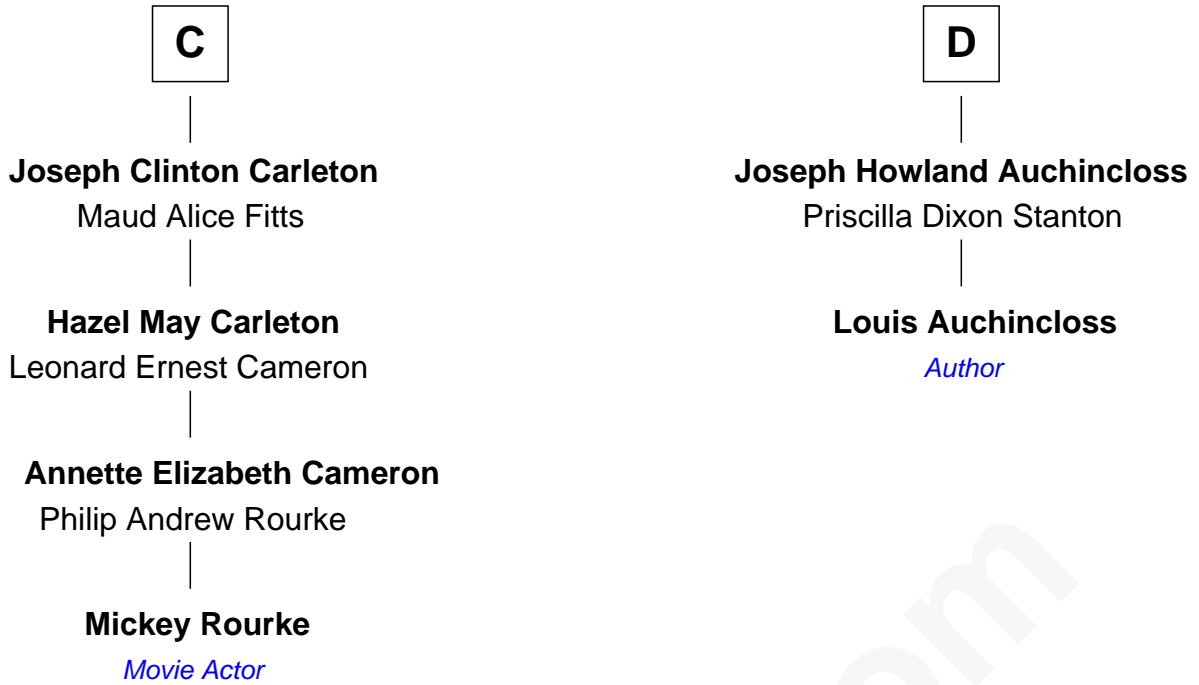 C
Joseph Clinton Carleton
Maud Alice Fitts
Hazel May Carleton
Leonard Ernest Cameron
Annette Elizabeth Cameron
Philip Andrew Rourke
Mickey Rourke
Movie Actor
D
Joseph Howland Auchincloss
Priscilla Dixon Stanton
Louis Auchincloss
Author
om